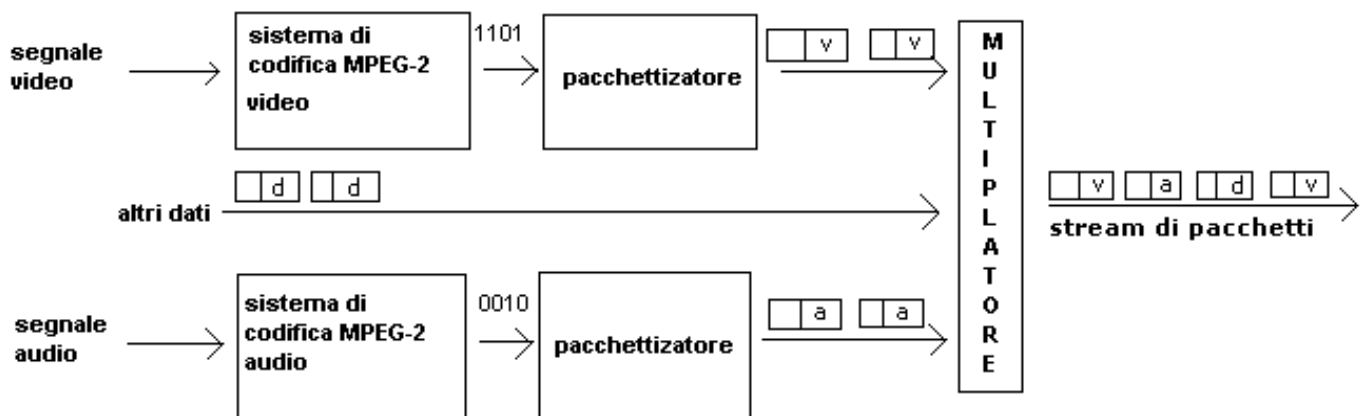 segnale
video
sistema di
codifica MPEG-2
video
1101
pacchettizatore
v
v
d
d
altri dati
segnale
audio
sistema di
codifica MPEG-2
audio
0010
pacchettizatore
a
a
MULTIPLATORE
v
a
d
v
stream di pacchetti